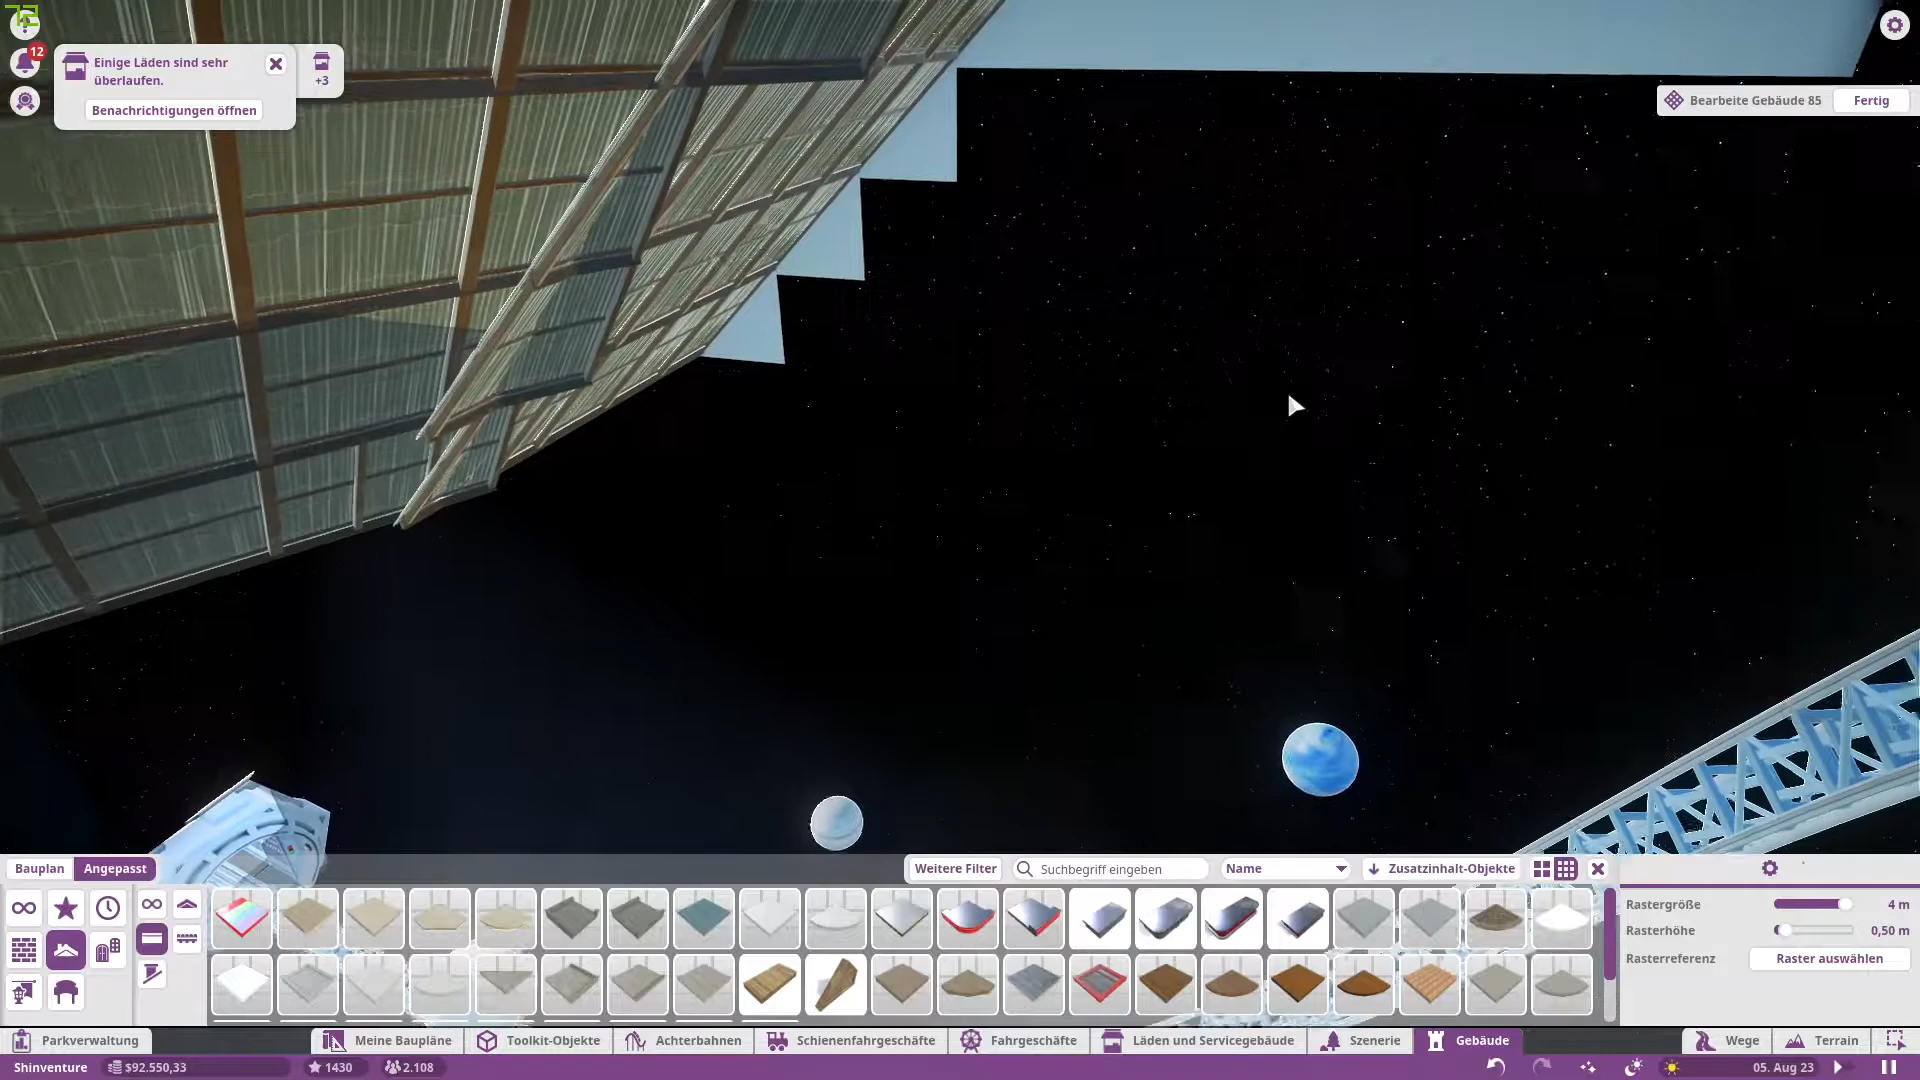 72
12
Einige Läden sind sehr
überlaufen.
Benachrichtigungen öffnen
+3
Bearbeite Gebäude 85
Fertig
Bauplan
Angepasst
Weitere Filter
Suchbegriff eingeben
Name
Zusatzinhalt-Objekte
Rastergröße
4 m
Rasterhöhe
0,50 m
Rasterreferenz
Raster auswählen
Parkverwaltung
Meine Baupläne
Toolkit-Objekte
Achterbahnen
Schienenfahrgeschäfte
Fahrgeschäfte
Läden und Servicegebäude
Szenerie
Gebäude
Wege
Terrain
Shinventure
$92.550,33
1430
2.108
05. Aug 23